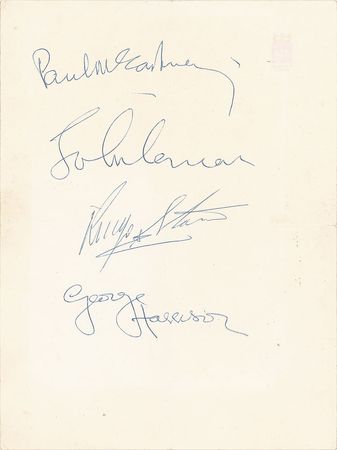 Paul McCartney
John Lennon
Ringo Starr
George
Harrison